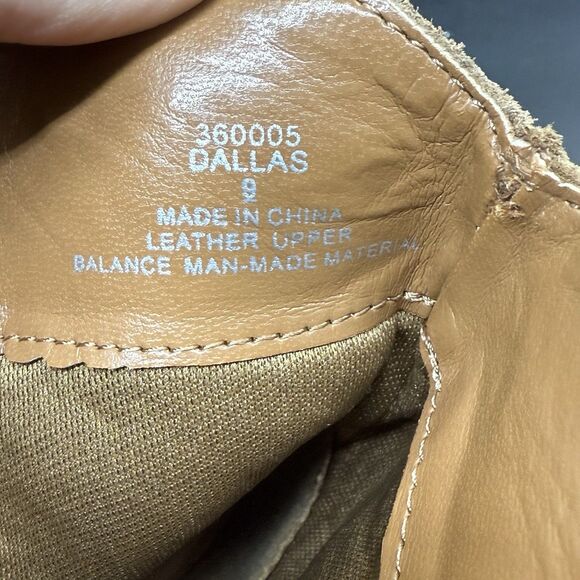 360005
DALLAS
9
MADE IN CHINA
LEATHER UPPER
BALANCE MAN-MADE MATERIAL